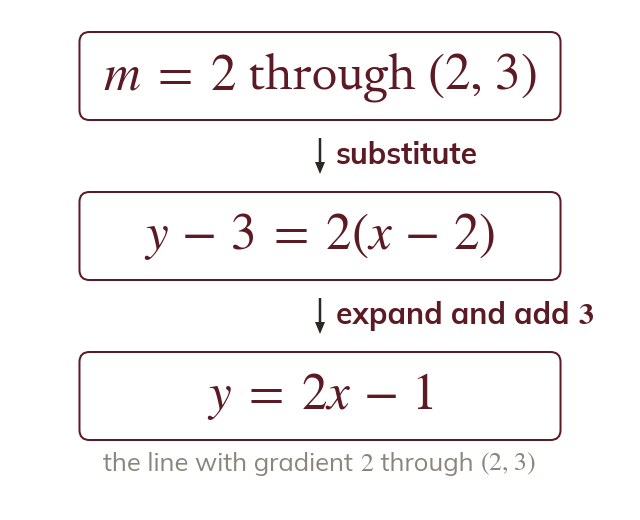 m = 2 through (2, 3)
substitute
y − 3 = 2(x − 2)
expand and add 3
y = 2x − 1
the line with gradient 2 through (2, 3)